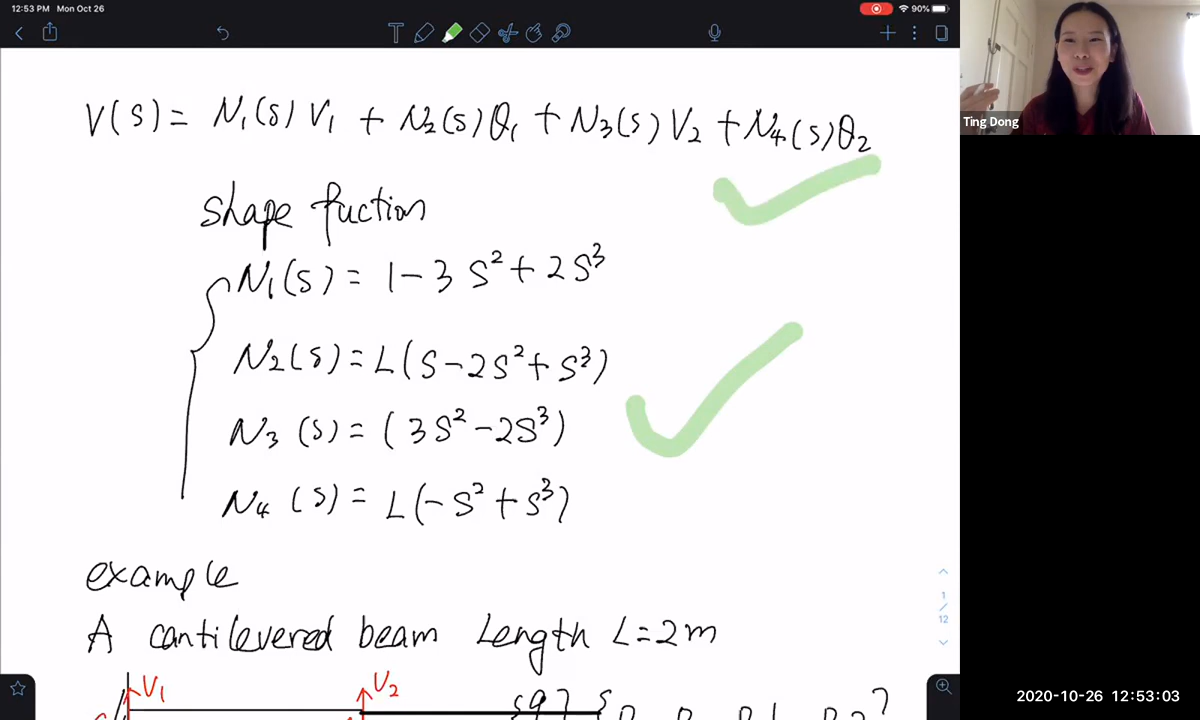 12:53 PM Mon Oct 26
90%
V(S) = N₁(S) V₁ + N₂(S)θ₁ + N₃(S) V₂ + N₄(S)θ₂
Ting Dong
shape fuction
N₁(S) = 1 - 3 S² + 2 S³
N₂(S) = L(S - 2S² + S³)
N₃ (S) = (3S² - 2S³)
N₄ (S) = L(-S² + S³)
example
A cantilevered beam Length L=2m
1
/
12
V₁ V₂
2020-10-26 12:53:03